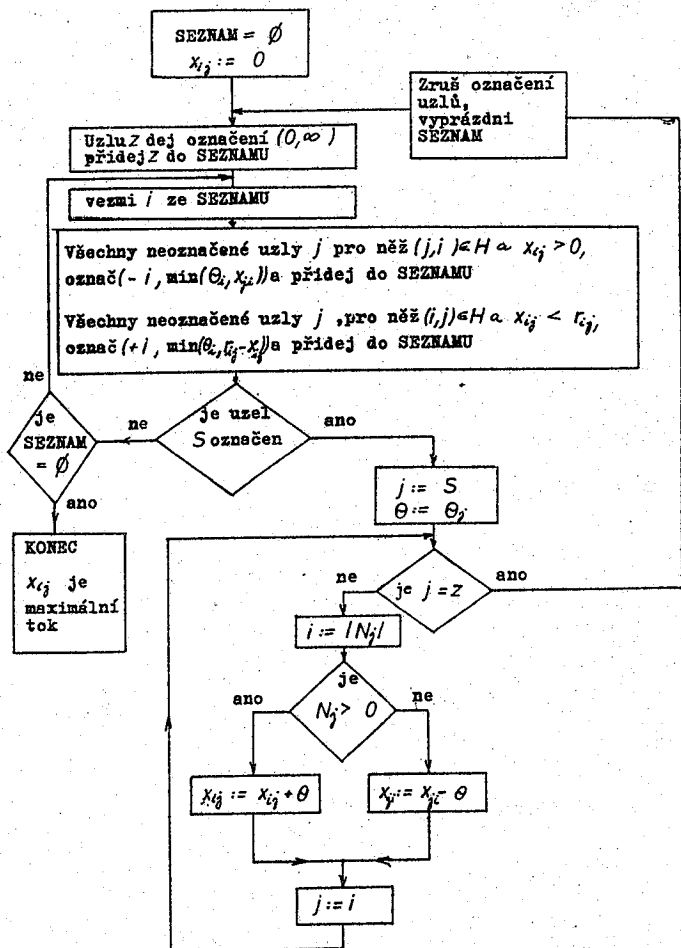 SEZNAM = Ø
x_ij := 0
Zruš označení
uzlů,
vyprázdni
SEZNAM
Uzlu z dej označení (0,∞)
přidej z do SEZNAMU
vezmi i ze SEZNAMU
Všechny neoznačené uzly j pro něž (j,i)∈H a x_ij >0,
označ(- i, min(Θ_i, x_ji)) a přidej do SEZNAMU
Všechny neoznačené uzly j ,pro něž (i,j)∈H a x_ij < r_ij,
označ(+i, min(Θ_i, r_ij-x_ij)) a přidej do SEZNAMU
ne
je
SEZNAM
= Ø
ne
je uzel
S označen
ano
ano
j := S
Θ := Θ_j
KONEC
x_ij je
maximální
tok
ne
je j = z
ano
i := |N_j|
je
N_j > 0
ano
ne
x_ij := x_ij + Θ
x_ji := x_ji - Θ
j := i